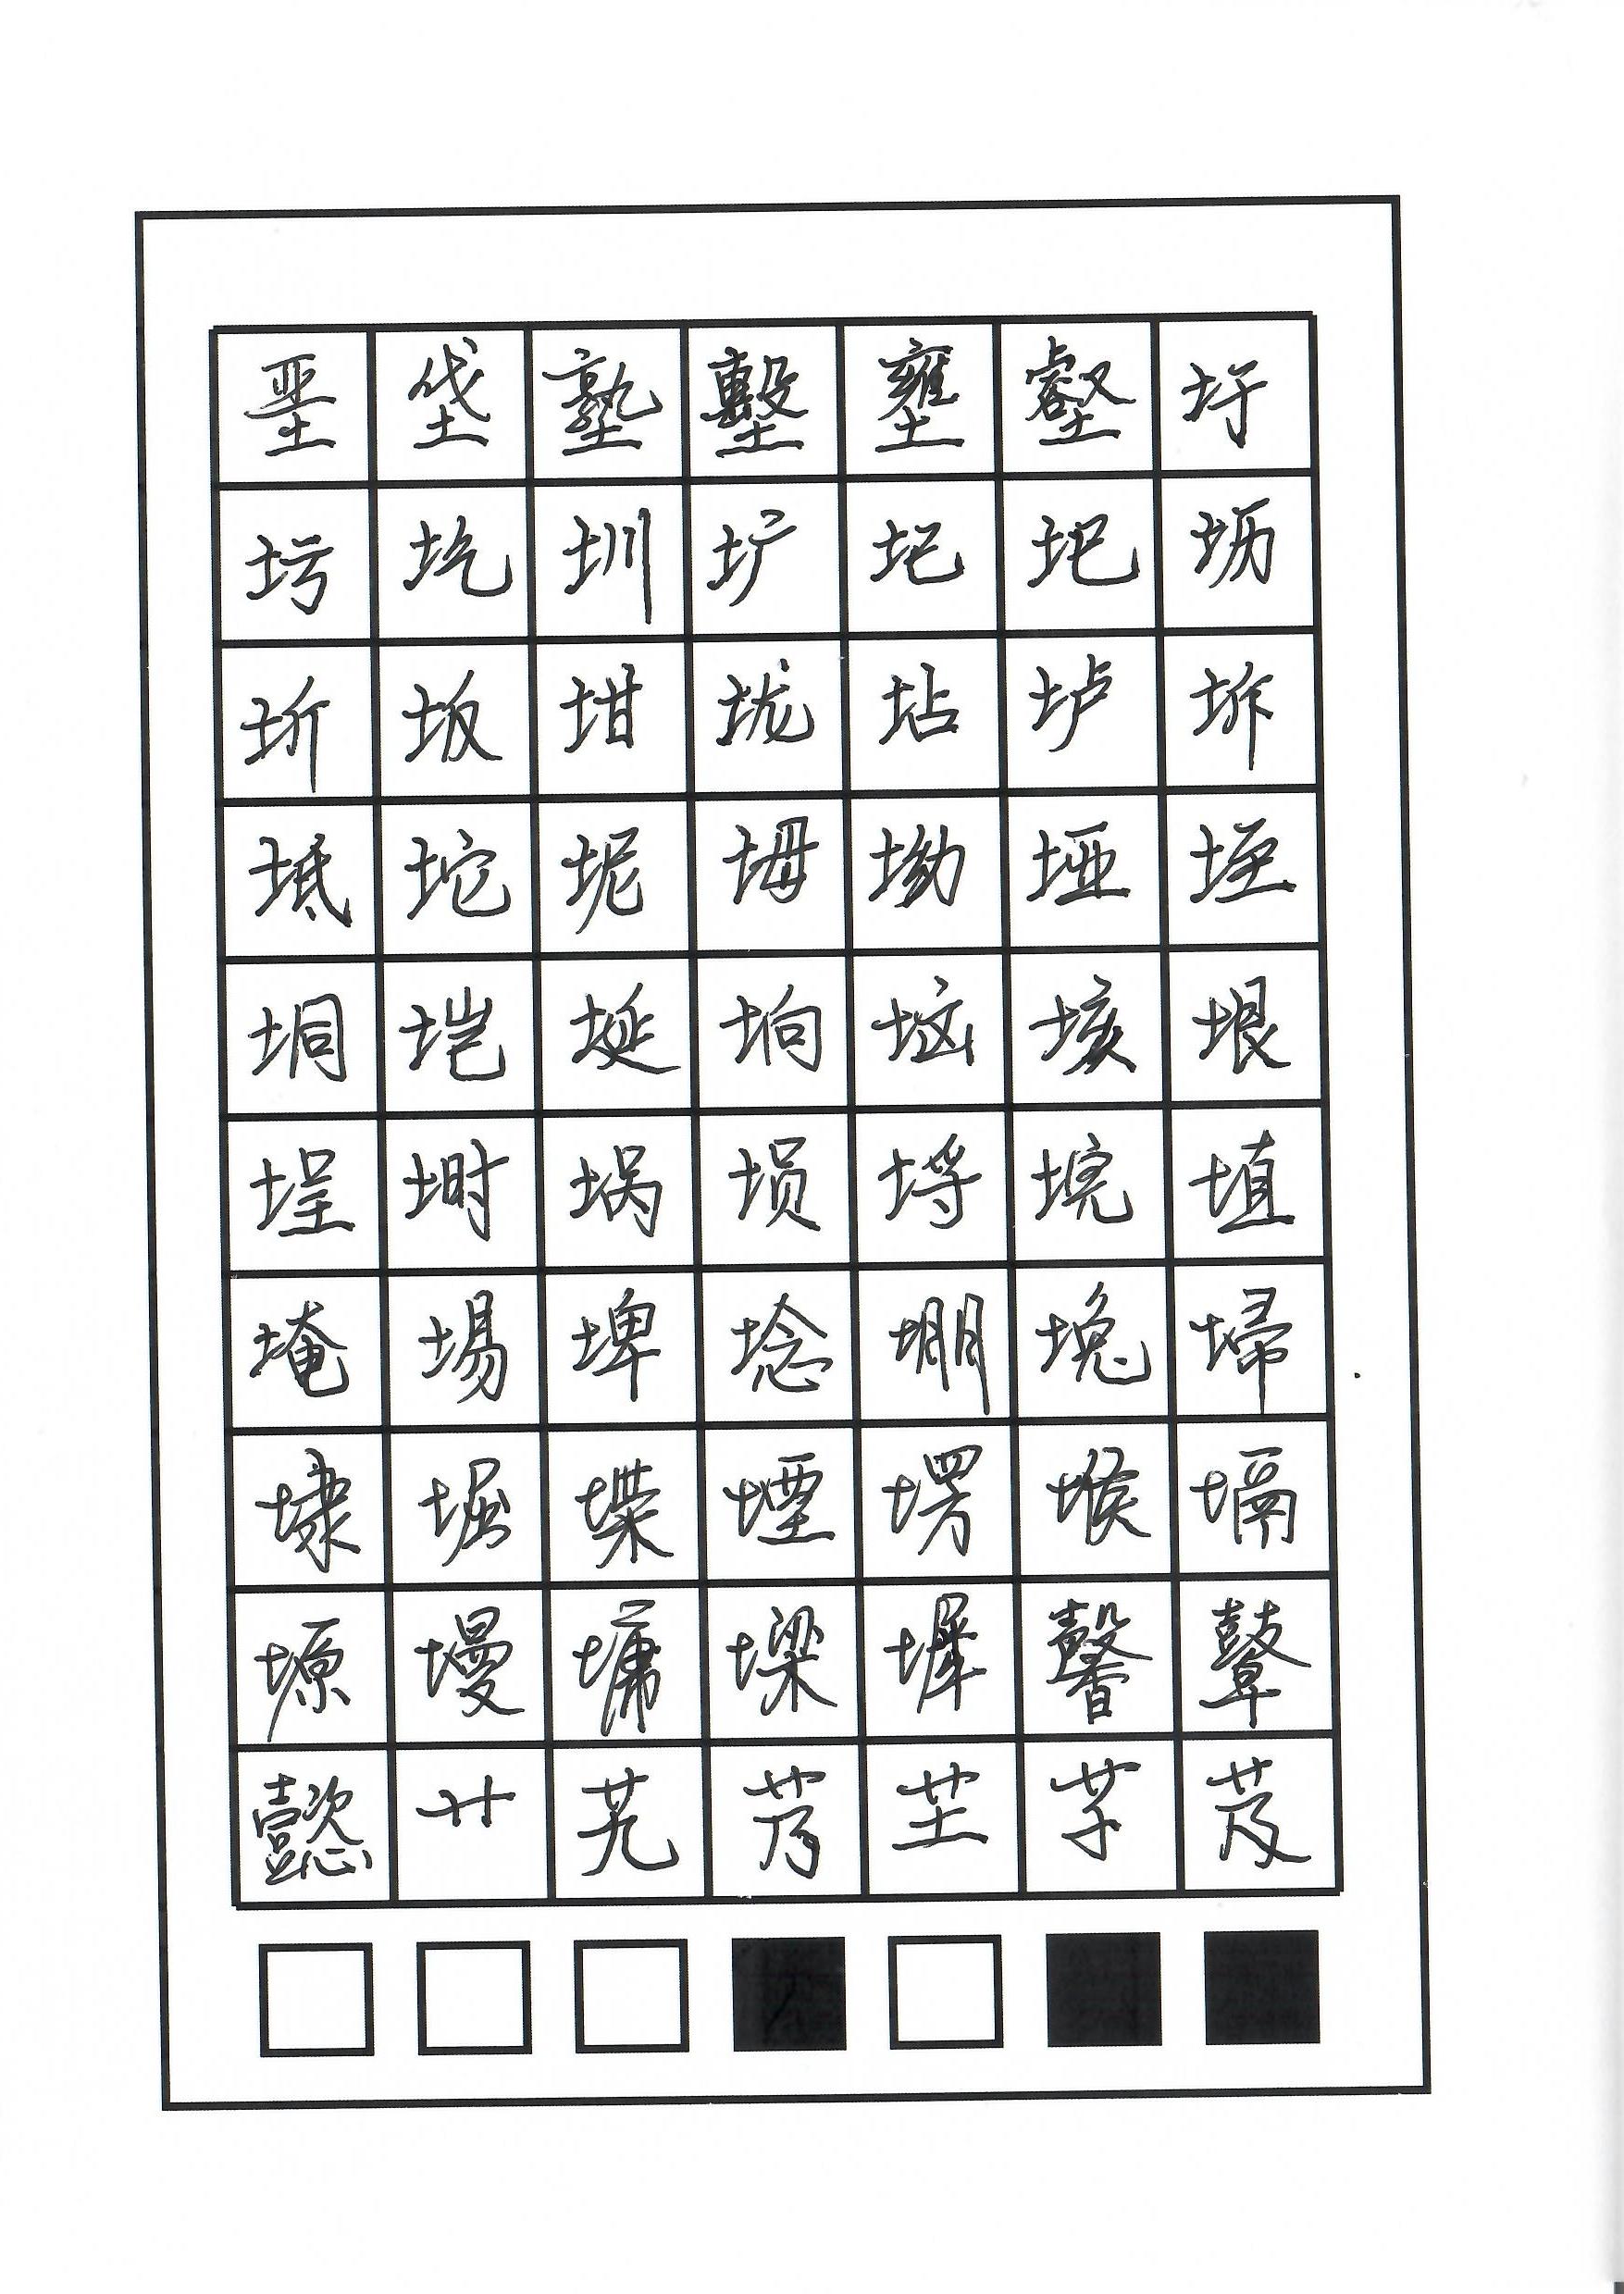 垩垡塾墼壅壑圩
圬圪圳圹圮圯坜
圻坂坩垅坫垆坼
坻坨坭坶坳垭垤
垌垲埏垧垴垓垠
埕埘埚埙埒垸埴
埯埸埤埝堋堍埽
埭堀堞堙塄堠塥
塬墁墉墚墀馨鼙
懿艹艽艿芏芊芨